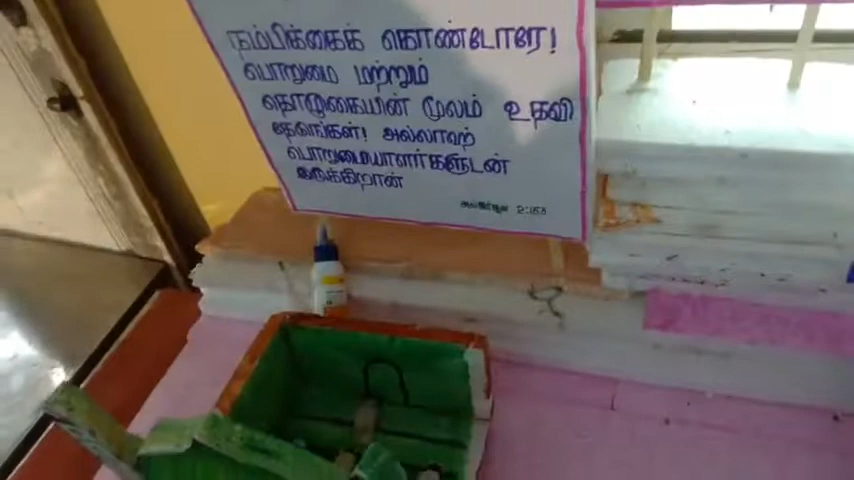 நம்பிக்கைக் கொண்டோரே!
பொறுமை மற்றும்
தொழுகையின் மூலம் உதவி
தேடுங்கள்! அல்லாஹ்
பொறுமையாளர்களுடன்
இருக்கிறான்
அல்குர்ஆன் 2:153